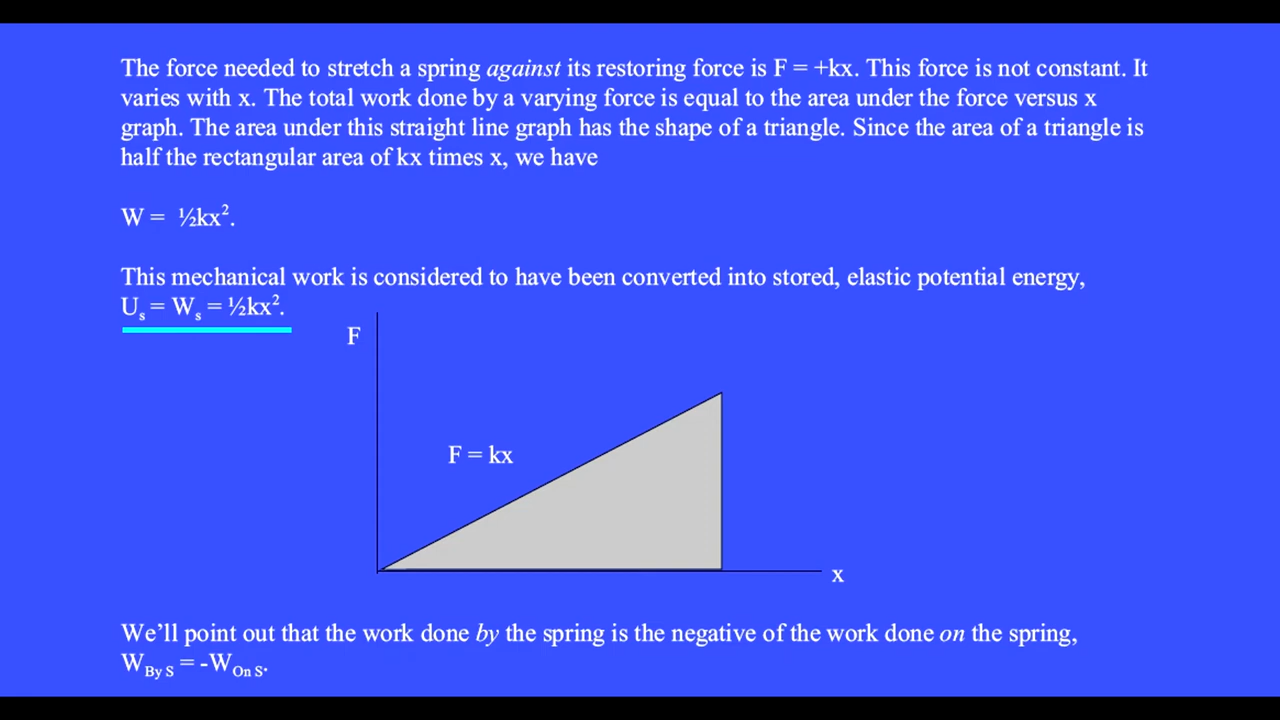 The force needed to stretch a spring against its restoring force is F = +kx. This force is not constant. It
varies with x. The total work done by a varying force is equal to the area under the force versus x
graph. The area under this straight line graph has the shape of a triangle. Since the area of a triangle is
half the rectangular area of kx times x, we have
W = ½kx².
This mechanical work is considered to have been converted into stored, elastic potential energy,
Uₛ = Wₛ = ½kx².
F
F = kx
x
We’ll point out that the work done by the spring is the negative of the work done on the spring,
W By S = -W On S.